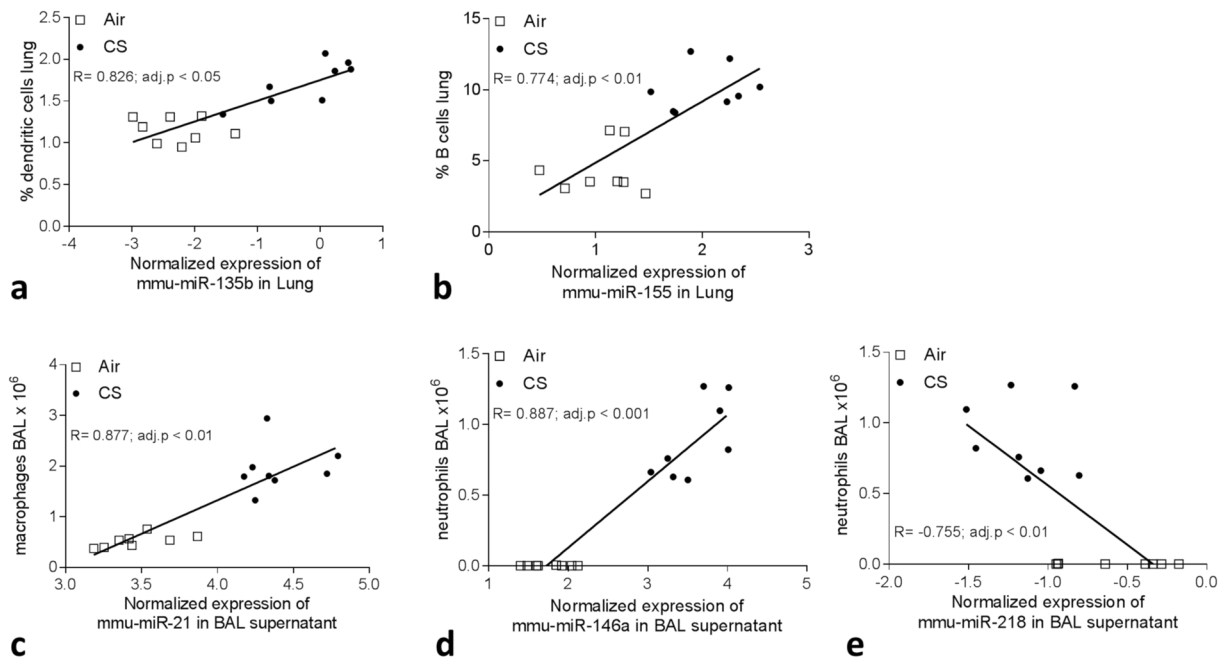 2.5
2.0
1.5
1.0
0.5
0.0
% dendritic cells lung
Air
CS
R= 0.826; adj.p < 0.05
-4
-3
-2
-1
0
1
Normalized expression of
mmu-miR-135b in Lung
a
15
10
5
0
% B cells lung
Air
CS
R= 0.774; adj.p < 0.01
0
1
2
3
Normalized expression of
mmu-miR-155 in Lung
b
4
3
2
1
0
macrophages BAL x 10⁶
Air
CS
R= 0.877; adj.p < 0.01
3.0
3.5
4.0
4.5
5.0
Normalized expression of
mmu-miR-21 in BAL supernatant
c
1.5
1.0
0.5
0.0
neutrophils BAL x10⁶
Air
CS
R= 0.887; adj.p < 0.001
1
2
3
4
5
Normalized expression of
mmu-miR-146a in BAL supernatant
d
1.5
1.0
0.5
0.0
neutrophils BAL x10⁶
Air
CS
R= -0.755; adj.p < 0.01
-2.0
-1.5
-1.0
-0.5
0.0
Normalized expression of
mmu-miR-218 in BAL supernatant
e